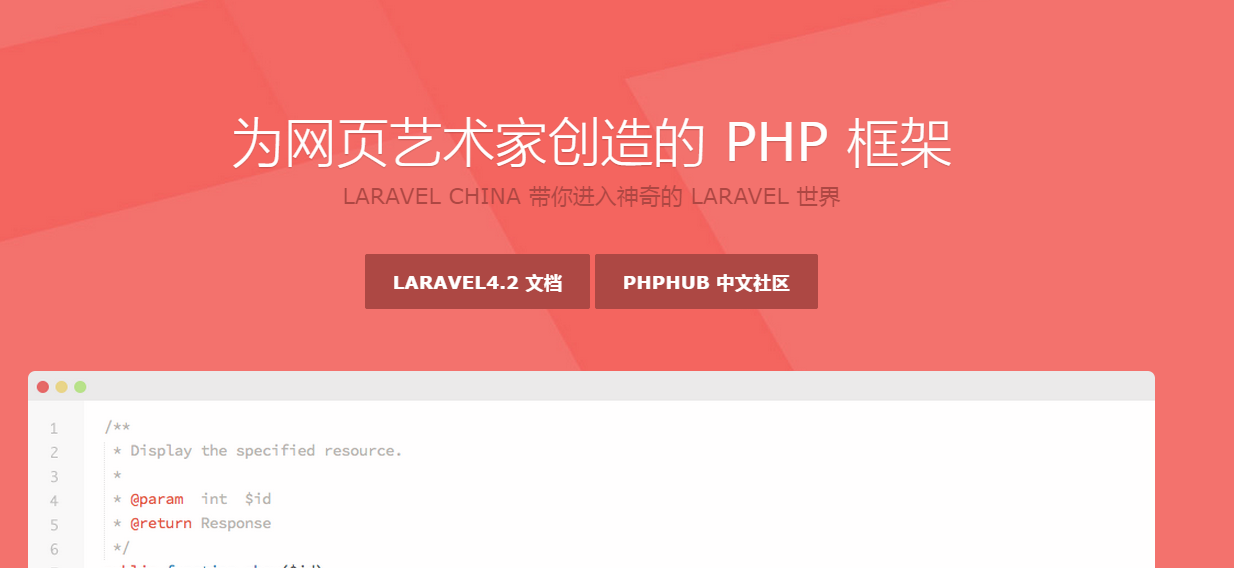 为网页艺术家创造的 PHP 框架
LARAVEL CHINA 带你进入神奇的 LARAVEL 世界
LARAVEL4.2 文档 PHPHUB 中文社区
1 /**
2 * Display the specified resource.
3 *
4 * @param int $id
5 * @return Response
6 */